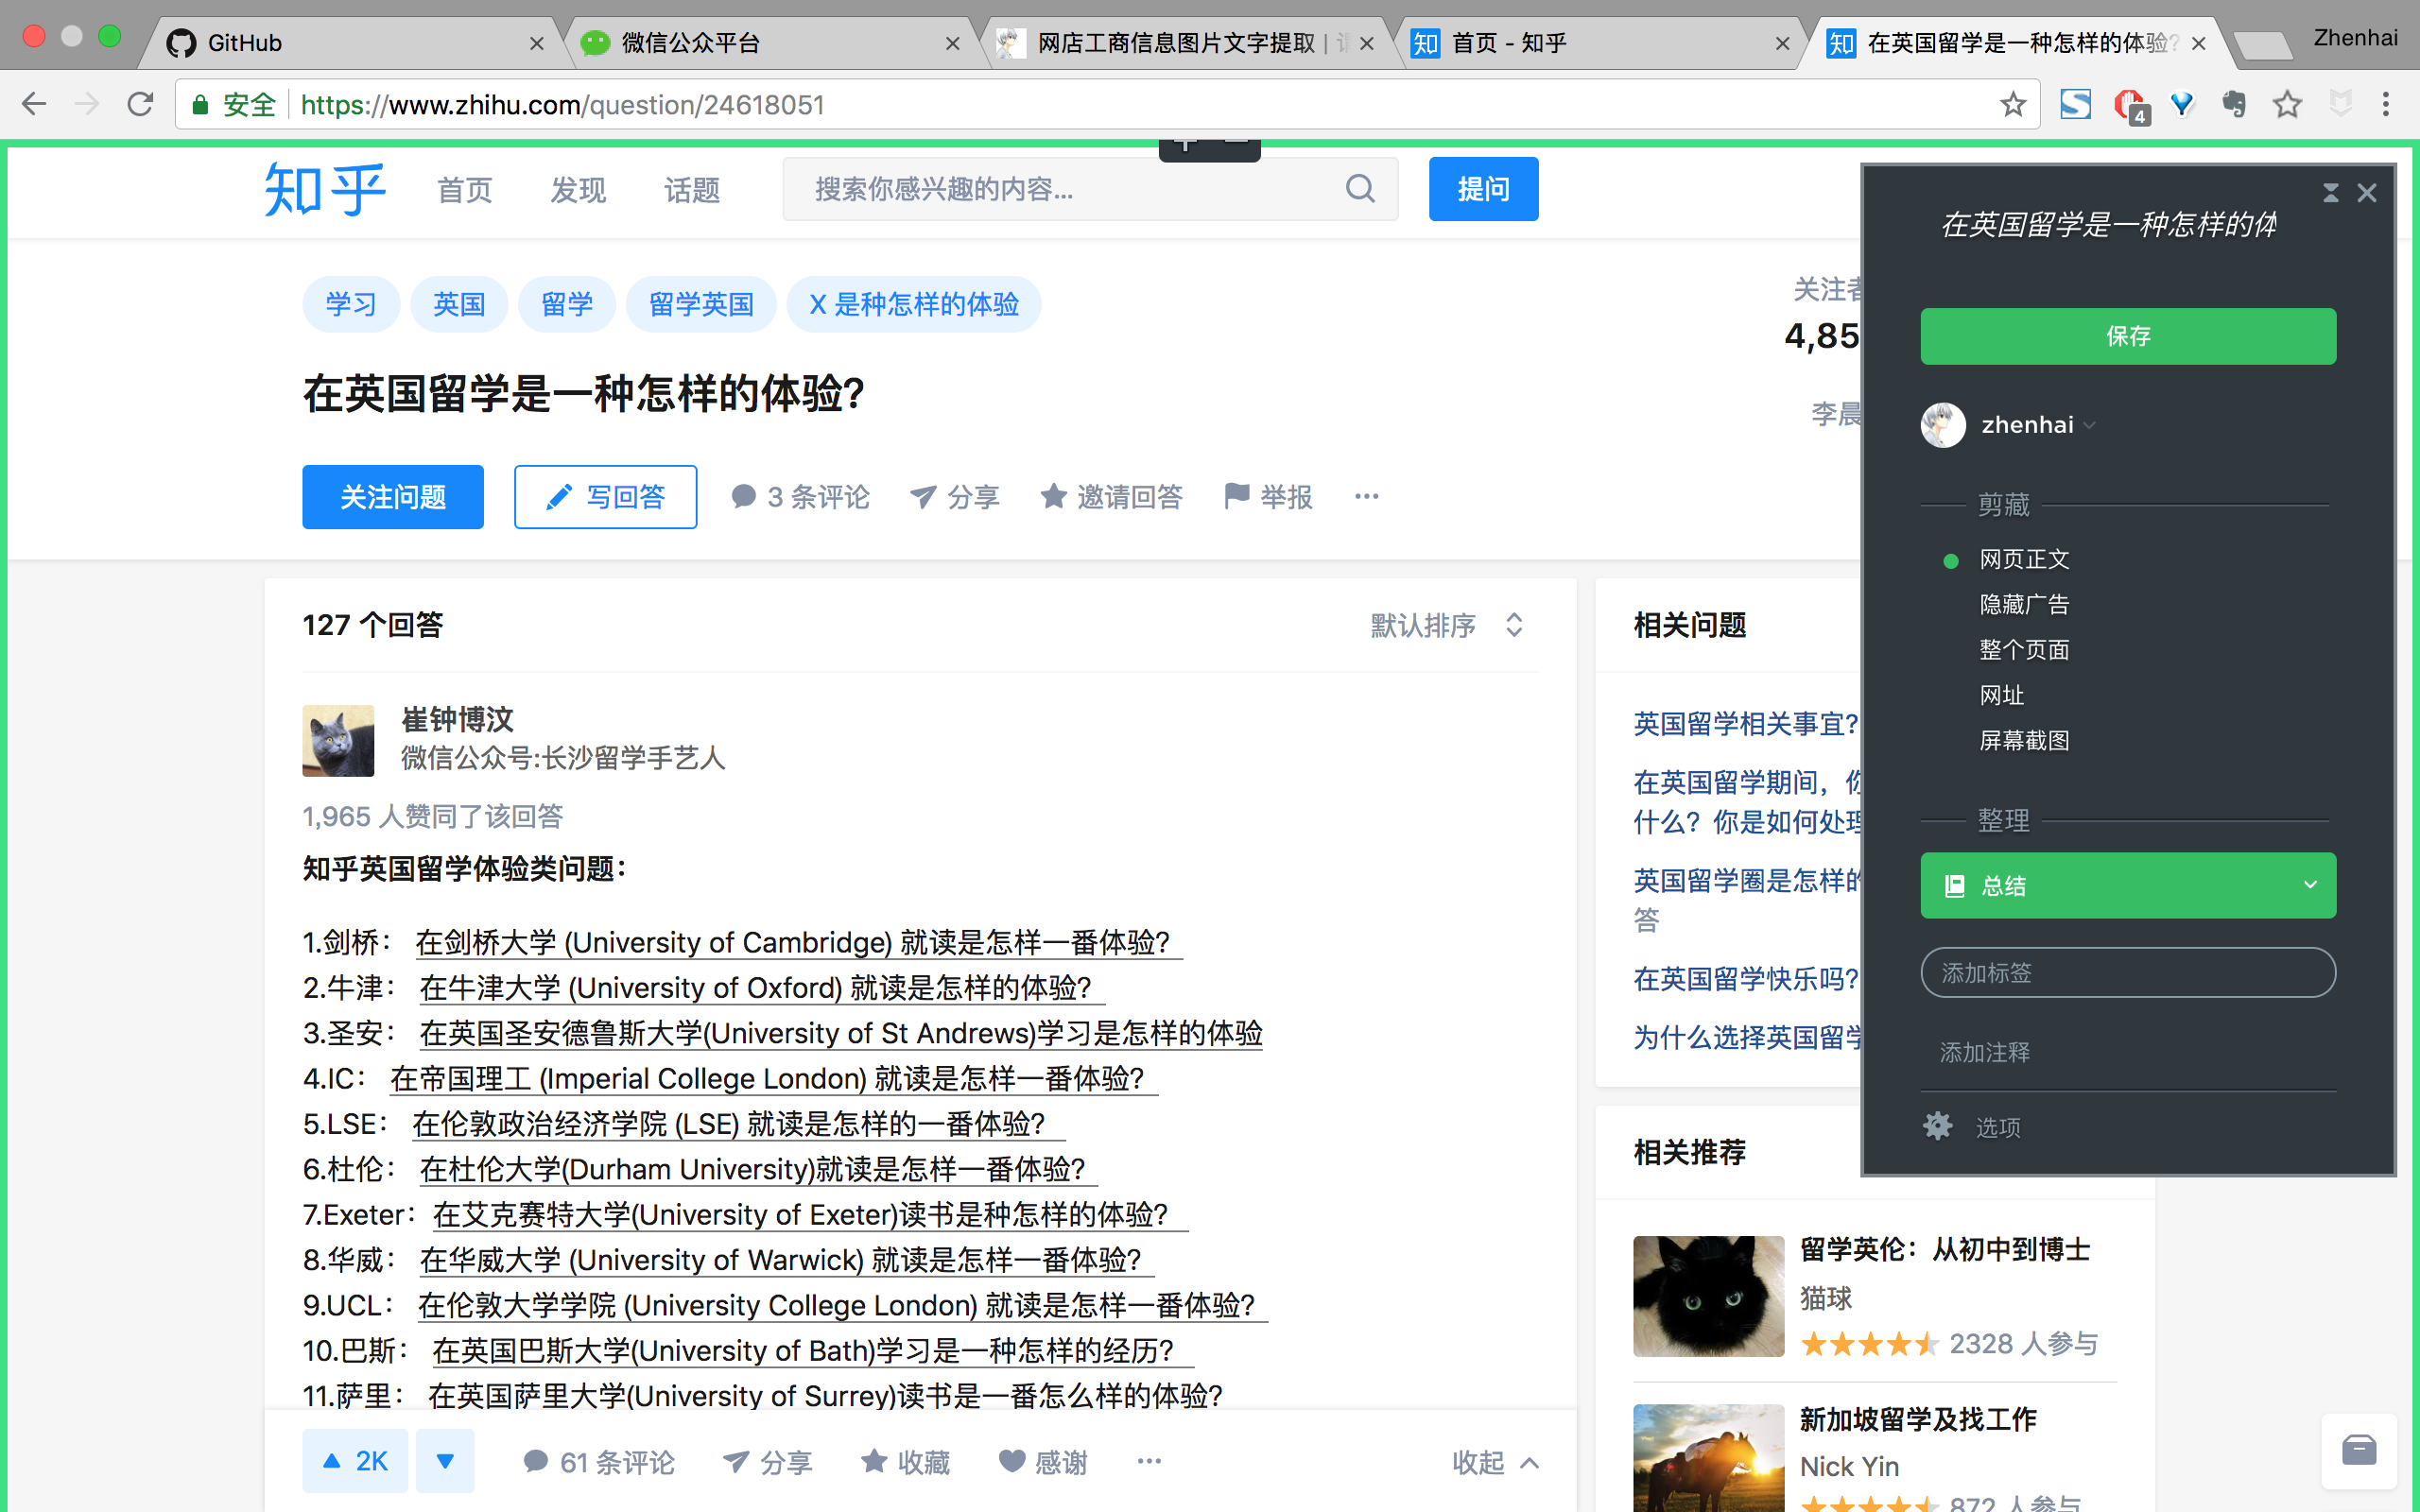 GitHub
微信公众平台
网店工商信息图片文字提取
首页 - 知乎
在英国留学是一种怎样的体验?
Zhenhai
安全 https://www.zhihu.com/question/24618051
4
知乎 首页 发现 话题 搜索你感兴趣的内容... 提问
学习 英国 留学 留学英国 X 是种怎样的体验
关注者
4,85
在英国留学是一种怎样的体验?
李晨
关注问题 写回答 3 条评论 分享 邀请回答 举报
127 个回答 默认排序
崔钟博汶
微信公众号:长沙留学手艺人
1,965 人赞同了该回答
知乎英国留学体验类问题：
1.剑桥： 在剑桥大学 (University of Cambridge) 就读是怎样一番体验？
2.牛津： 在牛津大学 (University of Oxford) 就读是怎样的体验？
3.圣安： 在英国圣安德鲁斯大学(University of St Andrews)学习是怎样的体验
4.IC： 在帝国理工 (Imperial College London) 就读是怎样一番体验？
5.LSE： 在伦敦政治经济学院 (LSE) 就读是怎样的一番体验？
6.杜伦： 在杜伦大学(Durham University)就读是怎样一番体验？
7.Exeter： 在艾克赛特大学(University of Exeter)读书是种怎样的体验？
8.华威： 在华威大学 (University of Warwick) 就读是怎样一番体验？
9.UCL： 在伦敦大学学院 (University College London) 就读是怎样一番体验？
10.巴斯： 在英国巴斯大学(University of Bath)学习是一种怎样的经历？
11.萨里： 在英国萨里大学(University of Surrey)读书是一番怎么样的体验？
2K 61 条评论 分享 收藏 感谢 收起
相关问题
英国留学相关事宜?
在英国留学期间，
什么？你是如何处理
英国留学圈是怎样的
答
在英国留学快乐吗?
为什么选择英国留学
相关推荐
留学英伦：从初中到博士
猫球
2328 人参与
新加坡留学及找工作
Nick Yin
872 人参与
在英国留学是一种怎样的体
保存
zhenhai
剪藏
网页正文
隐藏广告
整个页面
网址
屏幕截图
整理
总结
添加标签
添加注释
选项